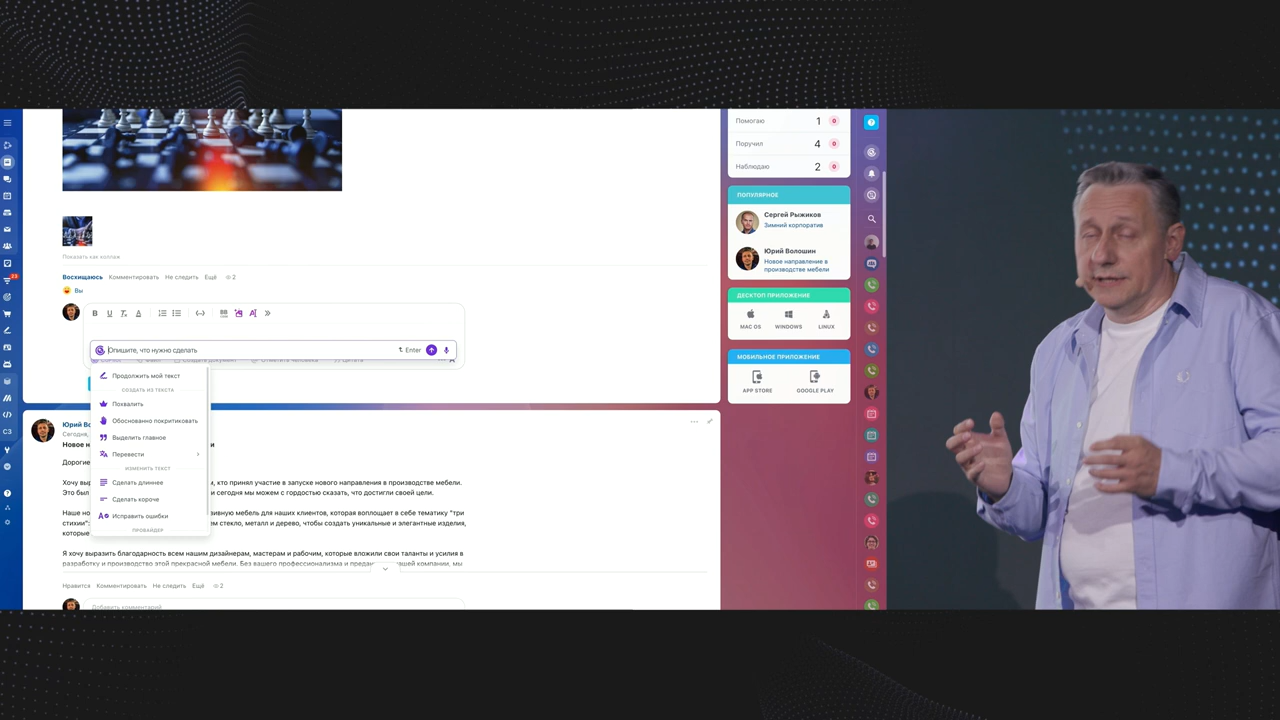 Показать как коллаж
Восхищаюсь Комментировать Не следить Ещё 2
Вы
Опишите, что нужно сделать Enter
Продолжить мой текст
СОЗДАТЬ ИЗ ТЕКСТА
Похвалить
Обоснованно покритиковать
Выделить главное
Перевести
ИЗМЕНИТЬ ТЕКСТ
Сделать длиннее
Сделать короче
Исправить ошибки
ПРОВАЙДЕР
Юрий Во
Сегодня,
Новое н
и
Дорогие
Хочу выр
, кто принял участие в запуске нового направления в производстве мебели.
Это был
и сегодня мы можем с гордостью сказать, что достигли своей цели.
Наше но
зивную мебель для наших клиентов, которая воплощает в себе тематику "три
стихии":
ем стекло, металл и дерево, чтобы создать уникальные и элегантные изделия,
которые
Я хочу выразить благодарность всем нашим дизайнерам, мастерам и рабочим, которые вложили свои таланты и усилия в
разработку и производство этой прекрасной мебели. Без вашего профессионализма и
ашей компании, мы
Нравится Комментировать Не следить Ещё 2
Добавить комментарий
Помогаю 1 0
Поручил 4 0
Наблюдаю 2 0
ПОПУЛЯРНОЕ
Сергей Рыжиков
Зимний корпоратив
Юрий Волошин
Новое направление в
производстве мебели
ДЕСКТОП ПРИЛОЖЕНИЕ
MAC OS WINDOWS LINUX
МОБИЛЬНОЕ ПРИЛОЖЕНИЕ
APP STORE GOOGLE PLAY
23
CЗ